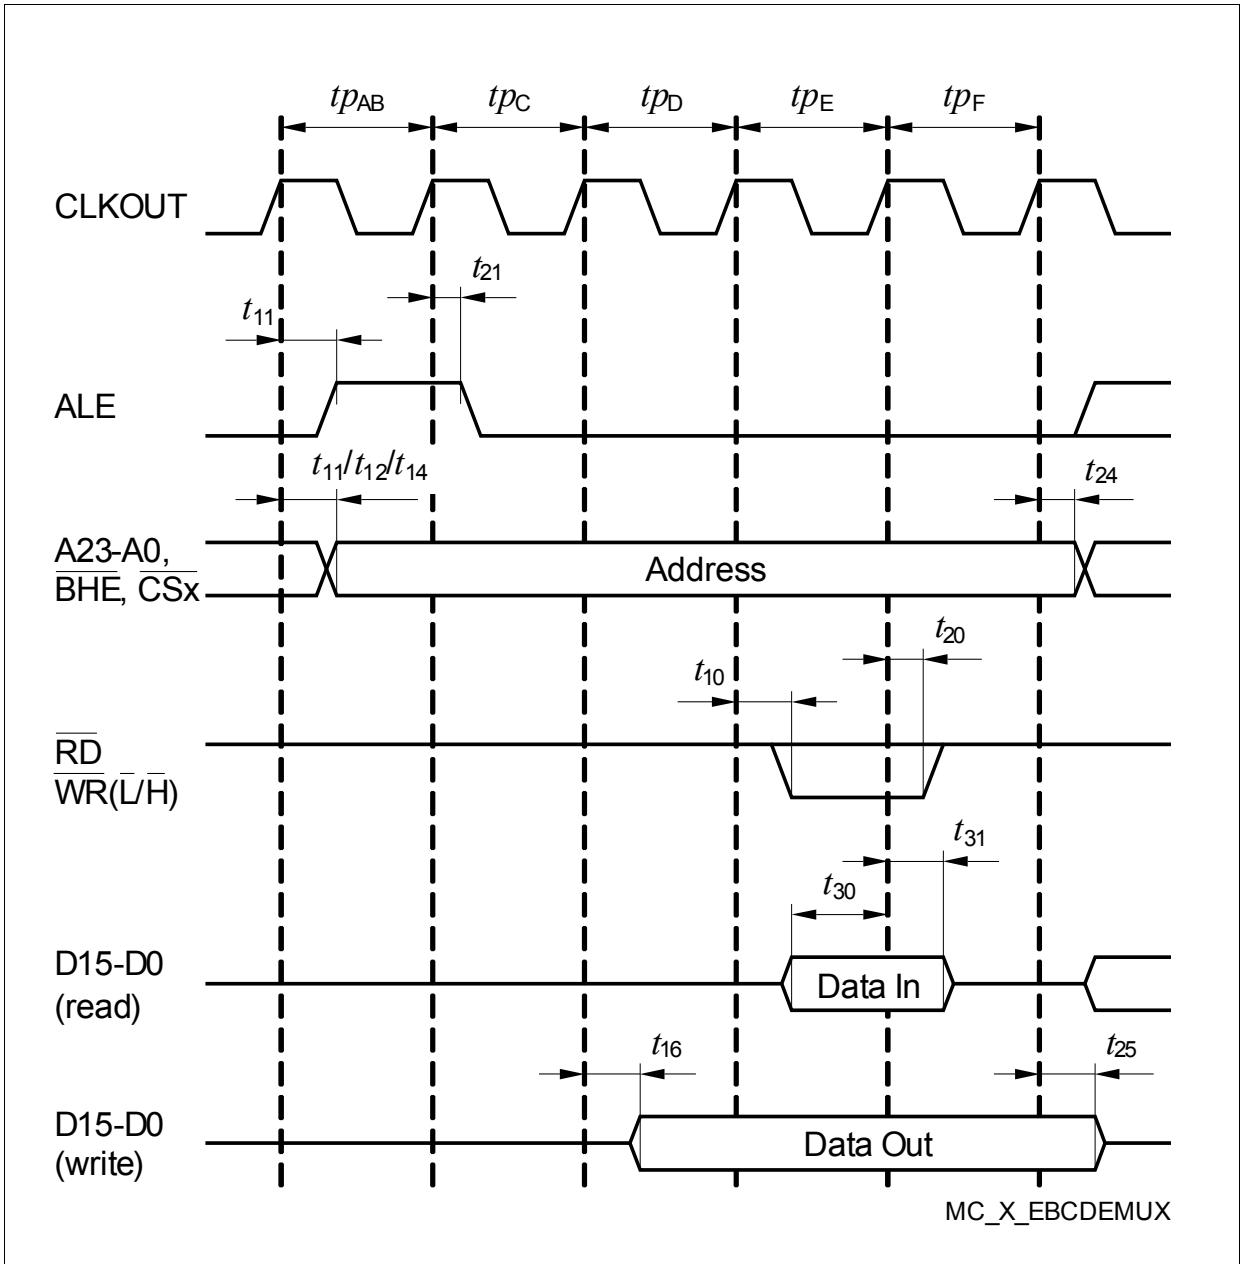 tpAB tpC tpD tpE tpF
CLKOUT
t21
t11
ALE
t11/t12/t14 t24
A23-A0,
BHE, CSx
Address
t20
t10
RD
WR(L/H)
t31
t30
D15-D0
(read)
Data In
t16 t25
D15-D0
(write)
Data Out
MC_X_EBCDEMUX